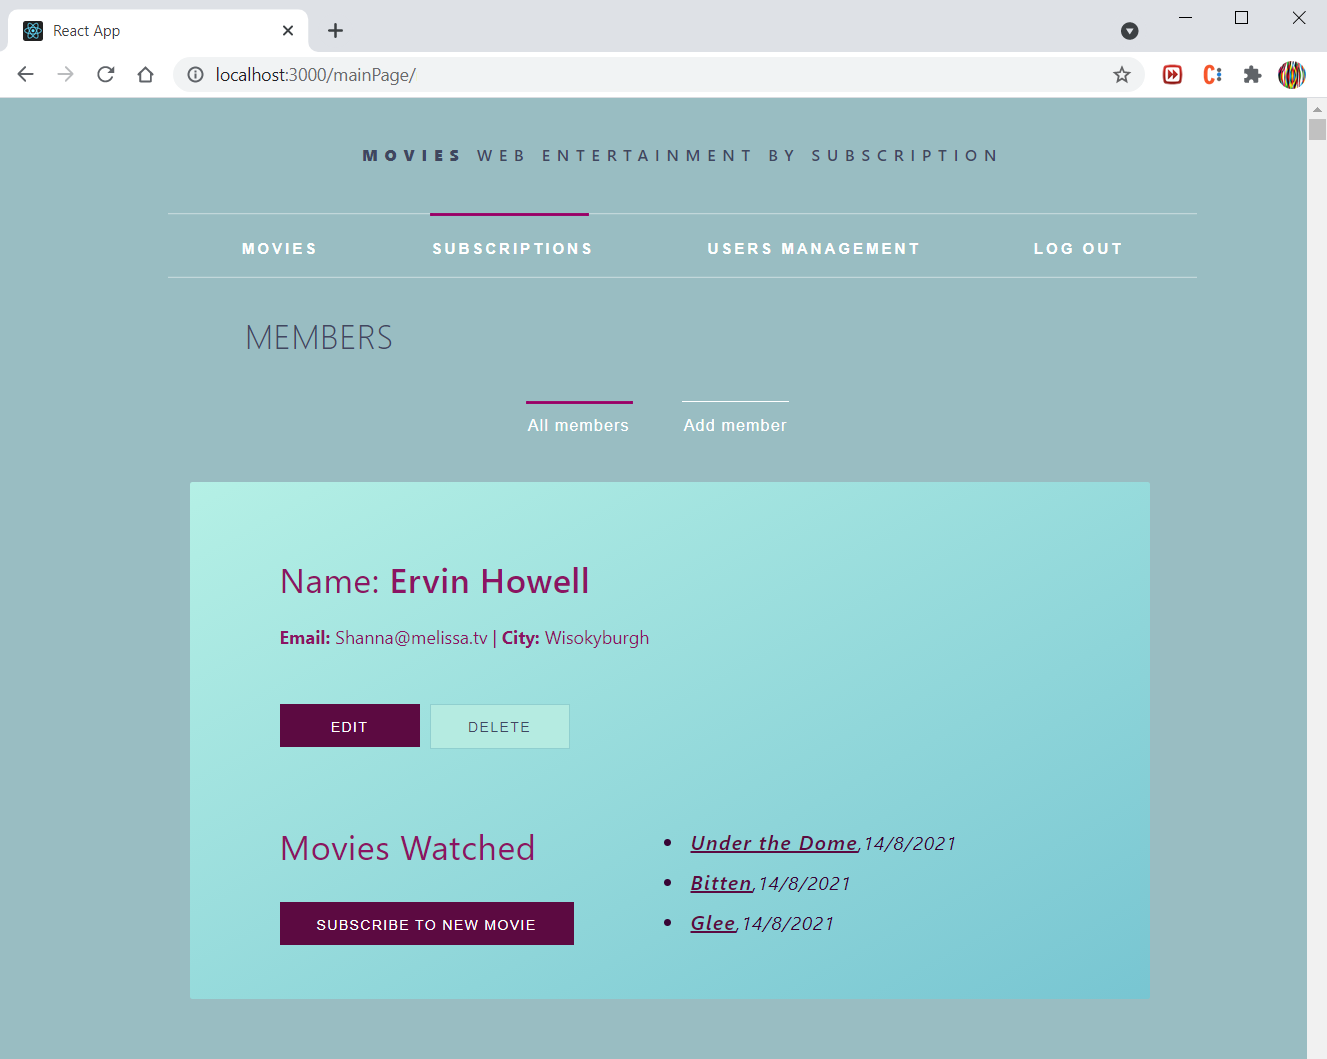 React App
localhost:3000/mainPage/
MOVIES WEB ENTERTAINMENT BY SUBSCRIPTION
MOVIES SUBSCRIPTIONS USERS MANAGEMENT LOG OUT
MEMBERS
All members Add member
Name: Ervin Howell
Email: Shanna@melissa.tv | City: Wisokyburgh
EDIT DELETE
Movies Watched
SUBSCRIBE TO NEW MOVIE
Under the Dome,14/8/2021
Bitten,14/8/2021
Glee,14/8/2021